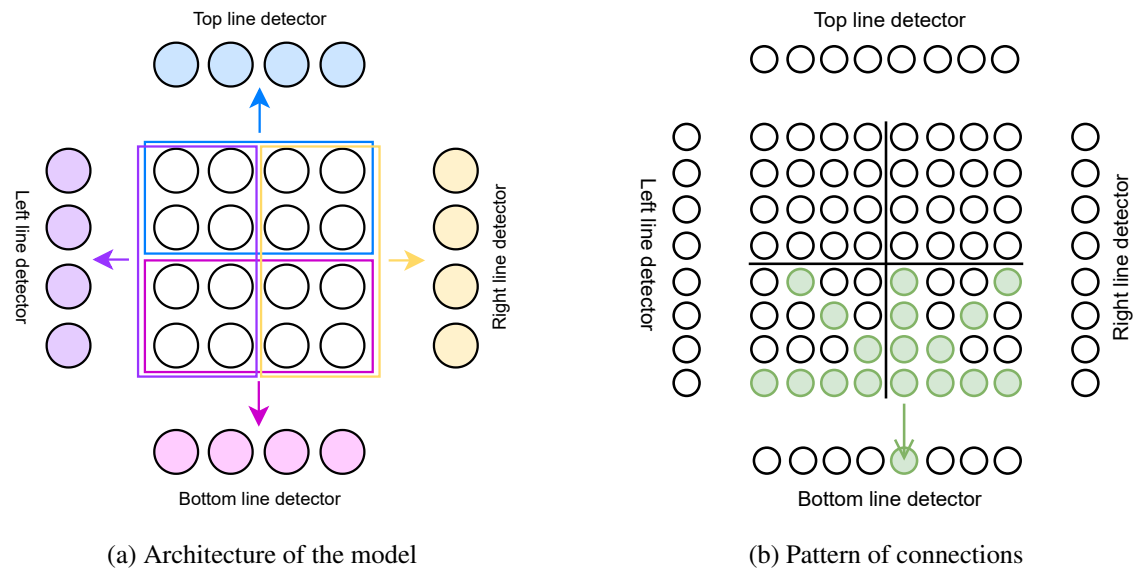 Top line detector
Left line detector
Right line detector
Bottom line detector
(a) Architecture of the model
Top line detector
Left line detector
Right line detector
Bottom line detector
(b) Pattern of connections